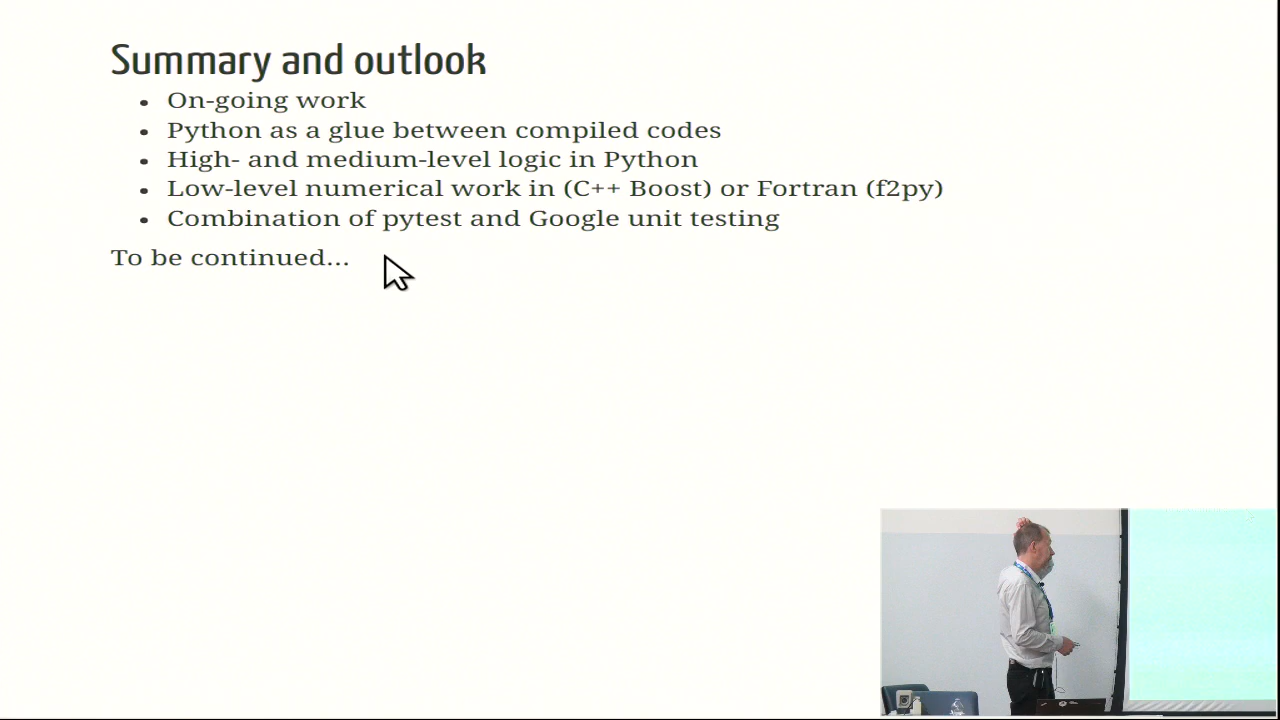 Summary and outlook
• On-going work
• Python as a glue between compiled codes
• High- and medium-level logic in Python
• Low-level numerical work in (C++ Boost) or Fortran (f2py)
• Combination of pytest and Google unit testing
To be continued...